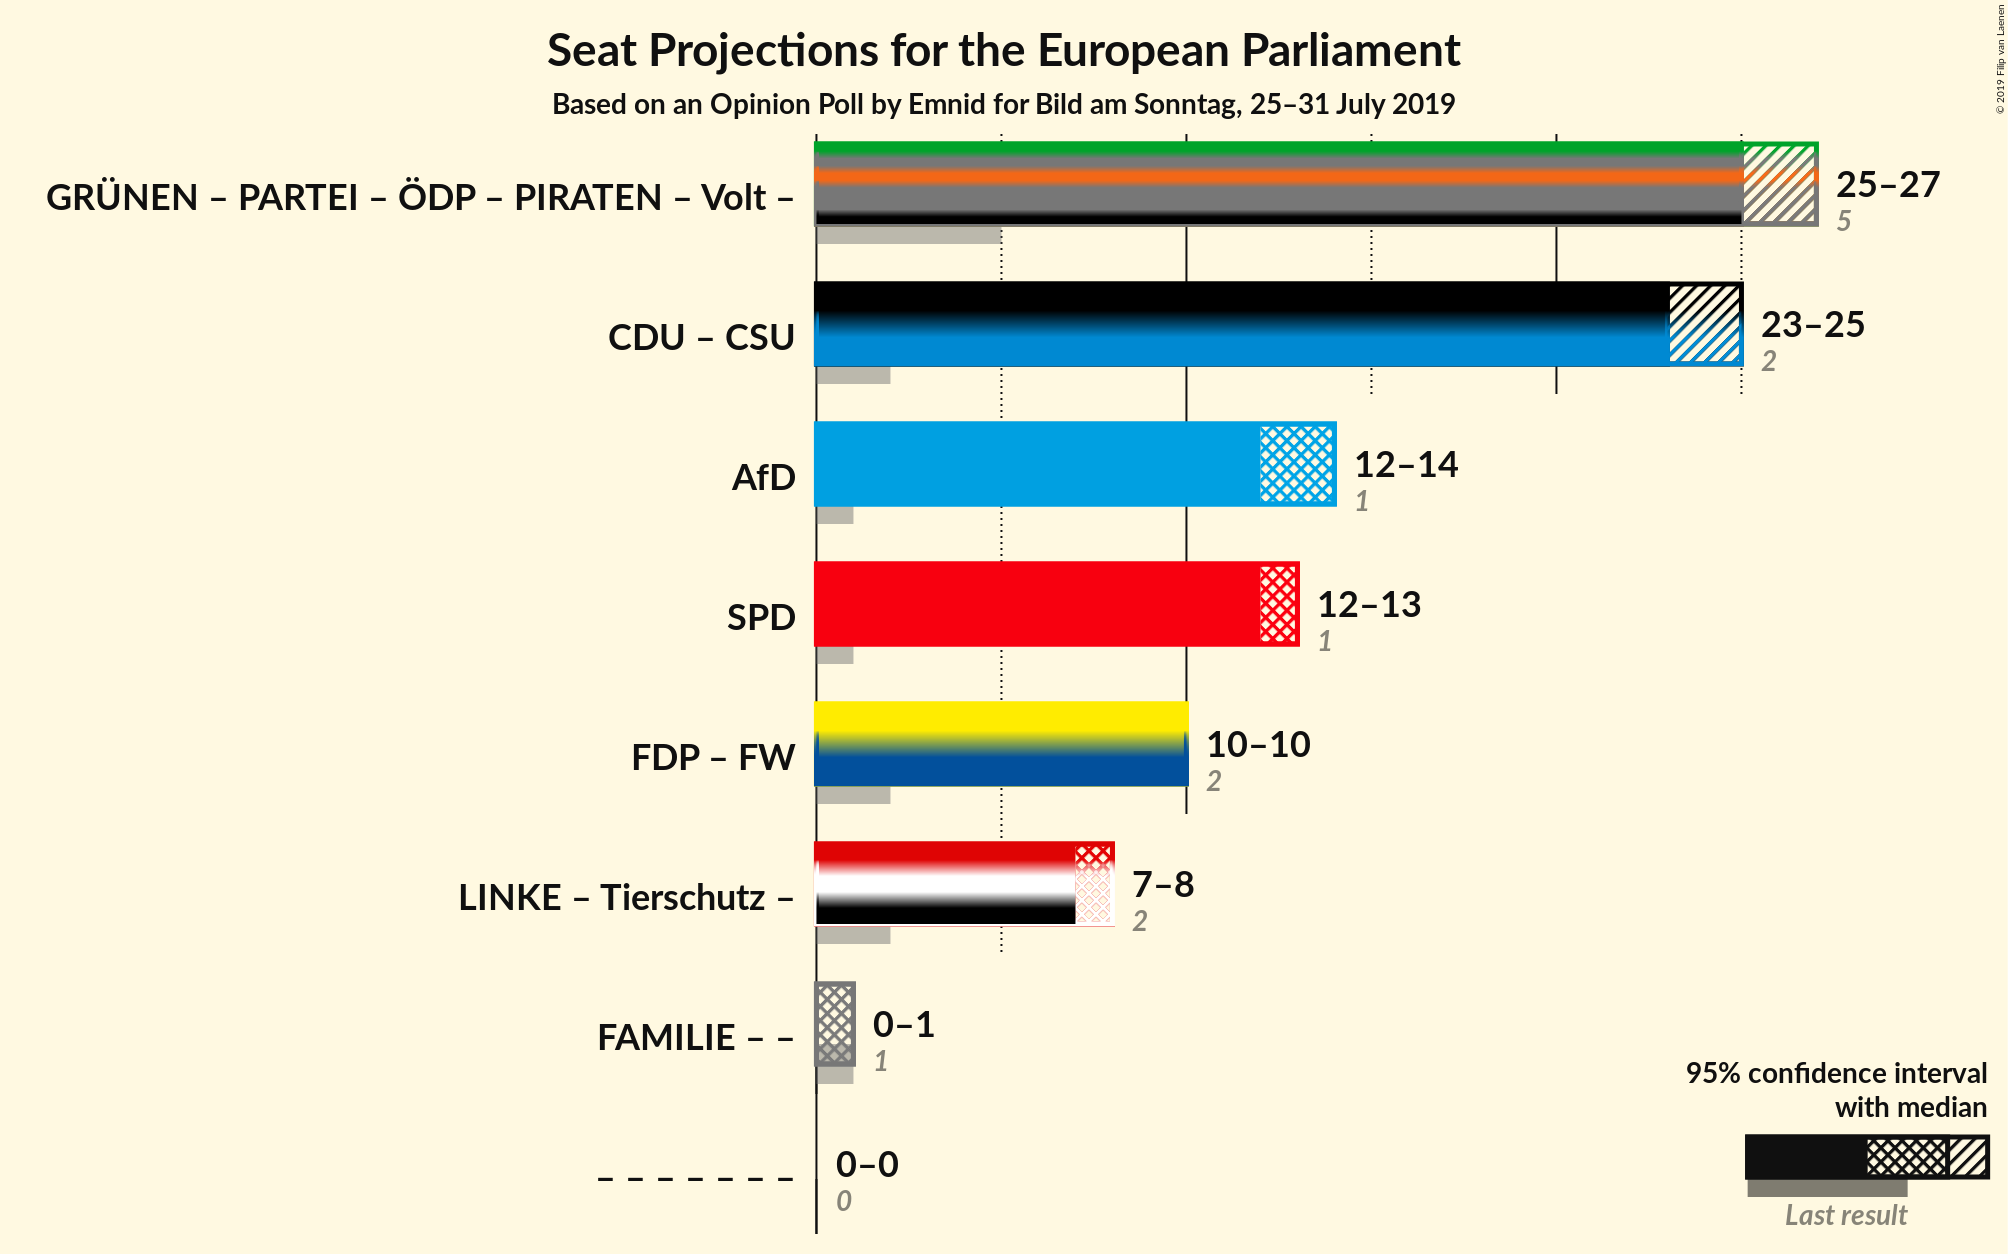 Seat Projections for the European Parliament
Based on an Opinion Poll by Emnid for Bild am Sonntag, 25–31 July 2019
© 2019 Filip van Laenen
GRÜNEN – PARTEI – ÖDP – PIRATEN – Volt –
25–27
5
CDU – CSU
23–25
2
AfD
12–14
1
SPD
12–13
1
FDP – FW
10–10
2
LINKE – Tierschutz –
7–8
2
FAMILIE – –
0–1
1
– – – – – – –
0–0
0
95% confidence interval
with median
Last result